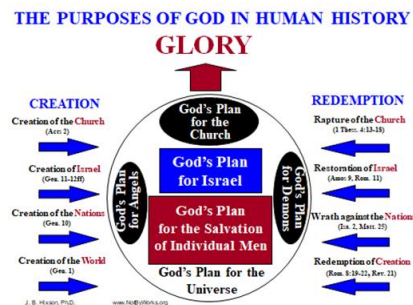 THE PURPOSES OF GOD IN HUMAN HISTORY
GLORY
CREATION
Creation of the Church
(Acts 2)
Creation of Israel
(Gen. 11-12ff)
Creation of the Nations
(Gen. 10)
Creation of the World
(Gen. 1)
God's Plan
for the
Church
God's Plan
for Angels
God's Plan
for Israel
God's Plan
for Demons
God's Plan
for the Salvation
of Individual Men
God's Plan for the
Universe
REDEMPTION
Rapture of the Church
(1 Thess. 4:13-18)
Restoration of Israel
(Amos 9, Rom. 11)
Wrath against the Nation
(Isa. 2, Matt. 25)
Redemption of Creation
(Rom. 8:19-22, Rev. 21)
J. B. Hixson, Ph.D.
www.NotByWorks.org